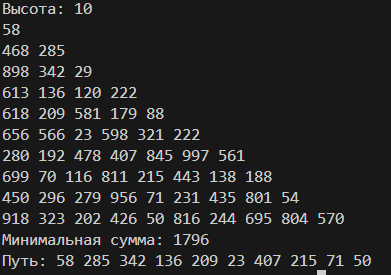 Высота: 10
58
468 285
898 342 29
613 136 120 222
618 209 581 179 88
656 566 23 598 321 222
280 192 478 407 845 997 561
699 70 116 811 215 443 138 188
450 296 279 956 71 231 435 801 54
918 323 202 426 50 816 244 695 804 570
Минимальная сумма: 1796
Путь: 58 285 342 136 209 23 407 215 71 50